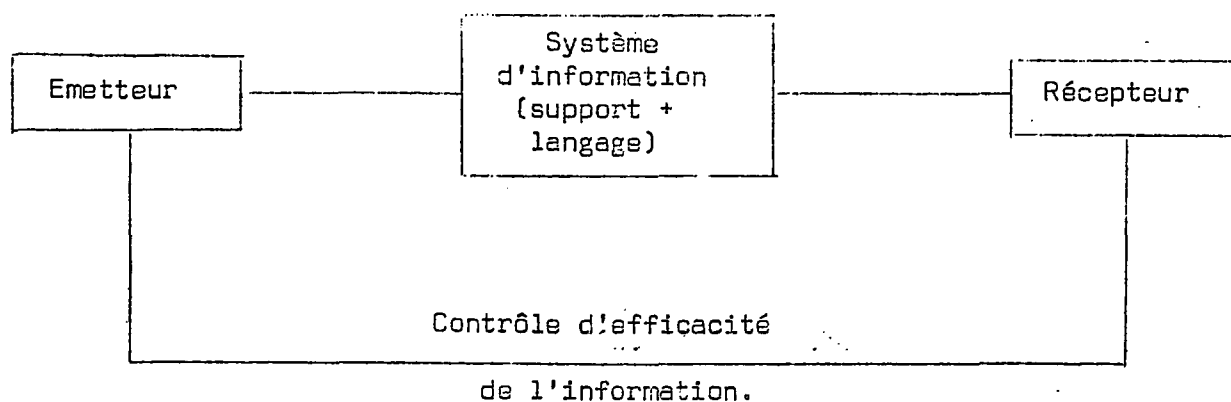 Emetteur
Système
d'information
(support +
langage)
Récepteur
Contrôle d'efficacité
de l'information.